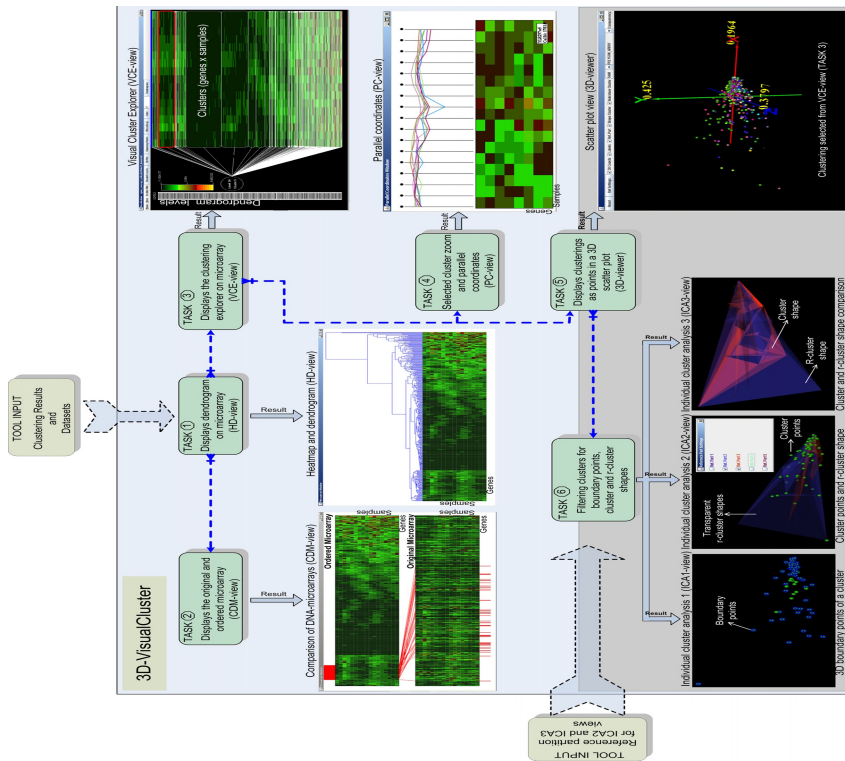 TOOL INPUT
Clustering Results
and
Datasets
3D-VisualCluster
TASK ②
Displays the original and
ordered microarray
(CDM-view)
TASK ①
Displays dendrogram
on microarray
(HD-view)
TASK ③
Displays the clustering
explorer on microarray
(VCE-view)
Result
Visual Cluster Explorer (VCE-view)
Clusters (genes x samples)
Dendrogram levels
Result
Comparison of DNA-microarrays (CDM-view)
Ordered Microarray
Samples
Genes
Original Microarray
Samples
Genes
Result
Heatmap and dendrogram (HD-view)
Samples
Genes
TASK ④
Selected cluster zoom
and parallel
coordinates
(PC-view)
Result
Parallel coordinates (PC-view)
Genes
Samples
TASK ⑤
Displays clusterings
as points in a 3D
scatter plot
(3D-viewer)
Result
Scatter plot view (3D-viewer)
0.425
0.1964
0.3797
Clustering selected from VCE-view (TASK 3)
TOOL INPUT
Reference partition
for ICA2 and ICA3
views
TASK ⑥
Filtering clusters for
boundary points,
cluster and r-cluster
shapes
Result
Individual cluster analysis 1 (ICA1-view)
Boundary
points
3D boundary points of a cluster
Result
Individual cluster analysis 2 (ICA2-view)
Transparent
r-cluster shapes
Cluster
points
Cluster points and r-cluster shape
Result
Individual cluster analysis 3 (ICA3-view)
Cluster
shape
R-cluster
shape
Cluster and r-cluster shape comparison